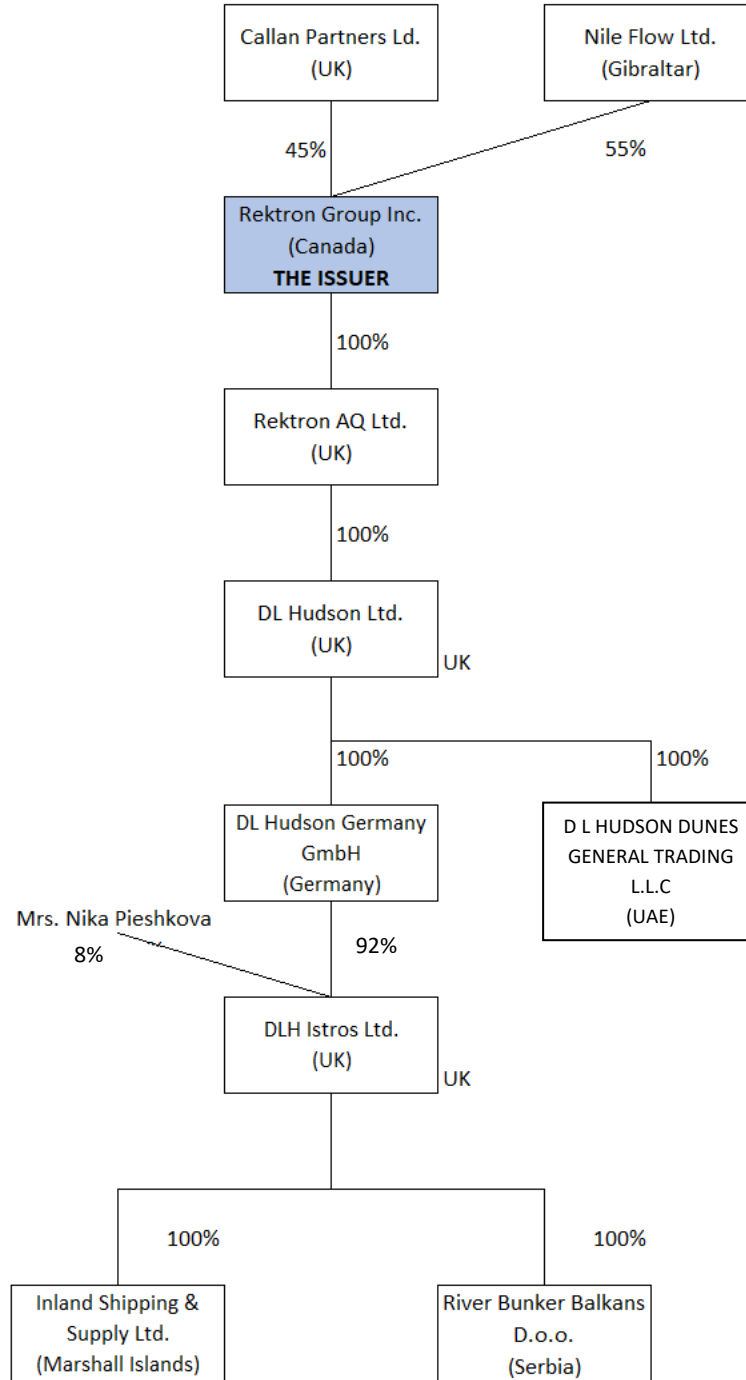 Callan Partners Ld.
(UK)
Nile Flow Ltd.
(Gibraltar)
45%
55%
Rektron Group Inc.
(Canada)
THE ISSUER
100%
Rektron AQ Ltd.
(UK)
100%
DL Hudson Ltd.
(UK)
UK
100%
100%
DL Hudson Germany
GmbH
(Germany)
D L HUDSON DUNES
GENERAL TRADING
L.L.C
(UAE)
Mrs. Nika Pieshkova
8%
92%
DLH Istros Ltd.
(UK)
UK
100%
100%
Inland Shipping &
Supply Ltd.
(Marshall Islands)
River Bunker Balkans
D.o.o.
(Serbia)